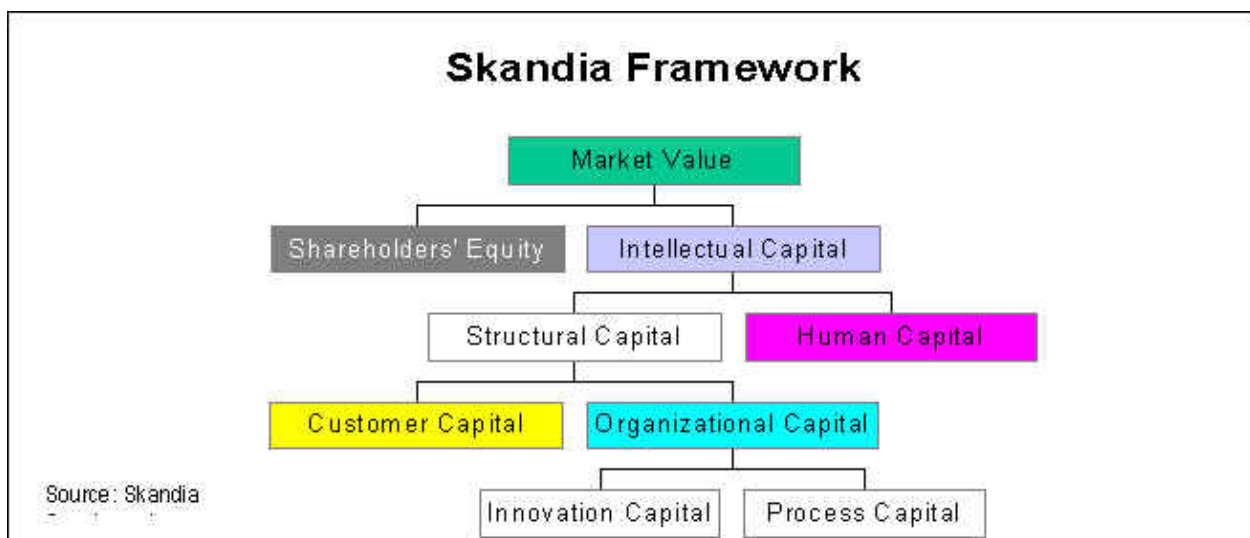 Skandia Framework
Market Value
Shareholders' Equity
Intellectual Capital
Structural Capital
Human Capital
Customer Capital
Organizational Capital
Source: Skandia
Innovation Capital
Process Capital